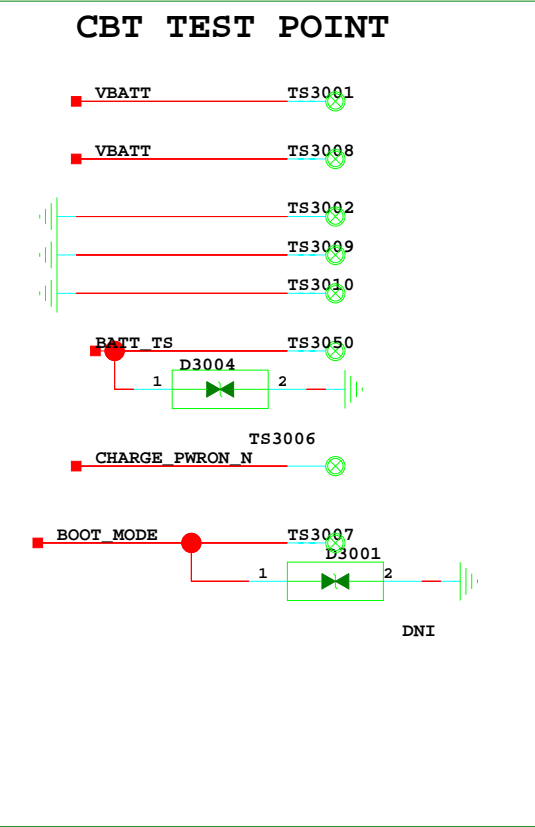 CBT TEST POINT
VBATT TS3001
VBATT TS3008
TS3002
TS3009
TS3010
BATT_TS TS3050
D3004
1 2
TS3006
CHARGE_PWRON_N
BOOT_MODE TS3007
D3001
1 2
DNI